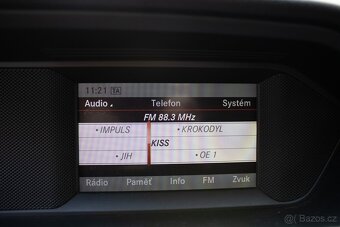 11:21 TA
Audio Telefon Systém
FM 88.3 MHz
• IMPULS • KROKODYL
KISS
• JIH • OE 1
Rádio Paměť Info FM Zvuk
© Sbazar.cz